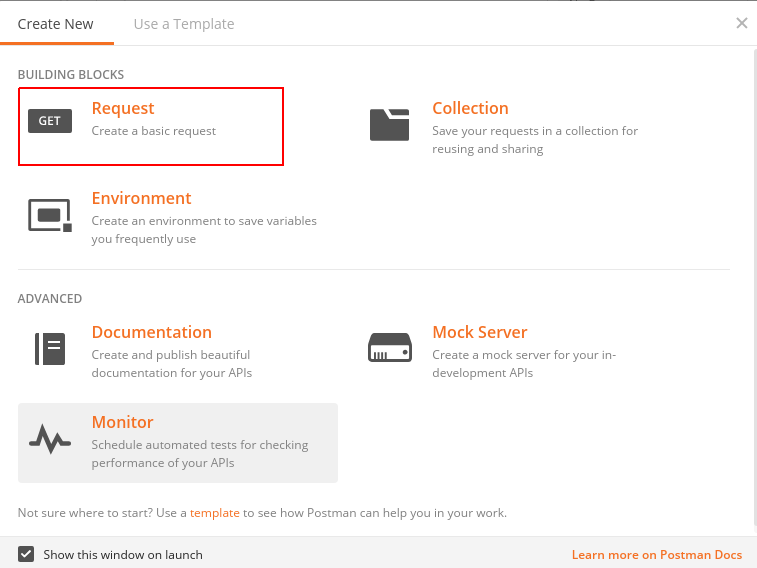 Create New
Use a Template
BUILDING BLOCKS
GET
Request
Create a basic request
Collection
Save your requests in a collection for
reusing and sharing
Environment
Create an environment to save variables
you frequently use
ADVANCED
Documentation
Create and publish beautiful
documentation for your APIs
Mock Server
Create a mock server for your in-
development APIs
Monitor
Schedule automated tests for checking
performance of your APIs
Not sure where to start? Use a template to see how Postman can help you in your work.
Show this window on launch
Learn more on Postman Docs